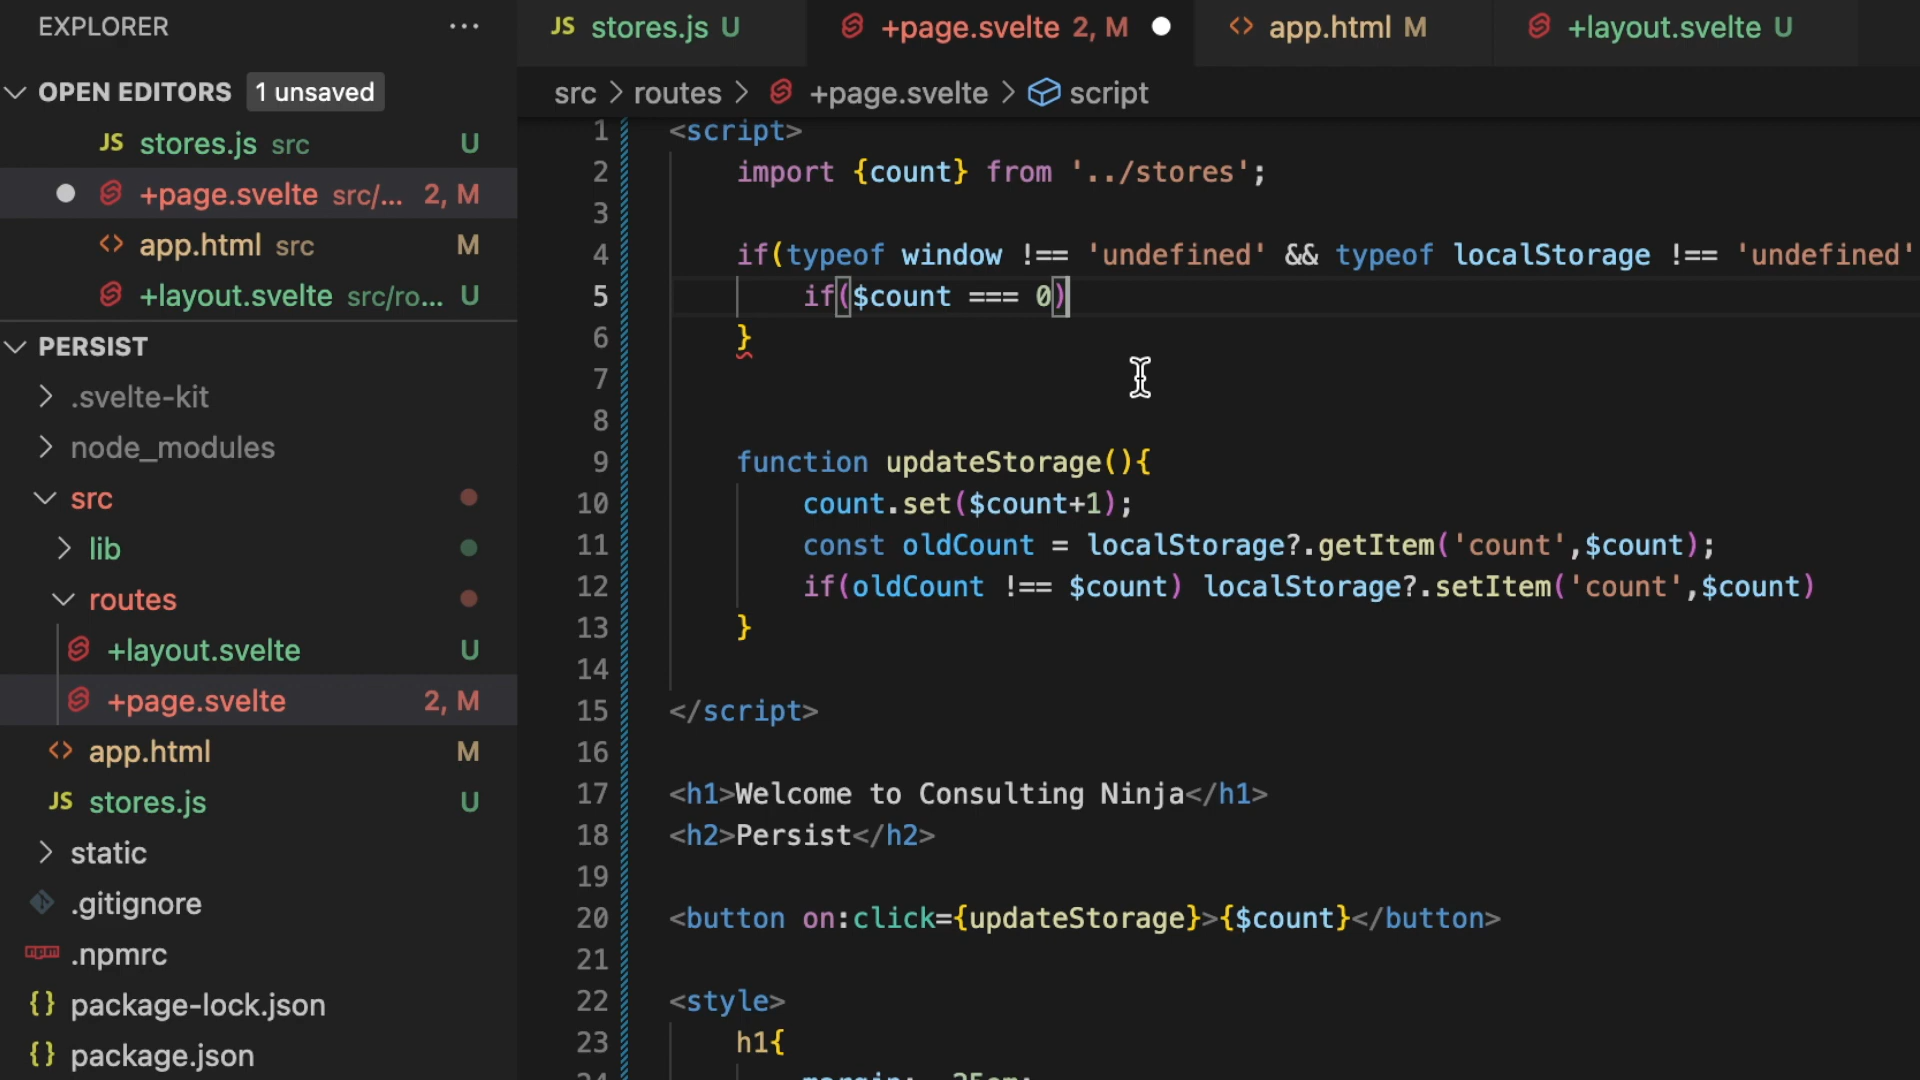 EXPLORER ...
OPEN EDITORS 1 unsaved
JS stores.js src U
+page.svelte src/... 2, M
<> app.html src M
+layout.svelte src/ro... U
PERSIST
.svelte-kit
node_modules
src
lib
routes
+layout.svelte U
+page.svelte 2, M
<> app.html M
JS stores.js U
static
.gitignore
npm .npmrc
{} package-lock.json
{} package.json
JS stores.js U +page.svelte 2, M <> app.html M +layout.svelte U
src > routes > +page.svelte > script
1 <script>
2 import {count} from '../stores';
3
4 if(typeof window !== 'undefined' && typeof localStorage !== 'undefined'
5 if($count === 0)
6 }
7
8
9 function updateStorage(){
10 count.set($count+1);
11 const oldCount = localStorage?.getItem('count',$count);
12 if(oldCount !== $count) localStorage?.setItem('count',$count)
13 }
14
15 </script>
16
17 <h1>Welcome to Consulting Ninja</h1>
18 <h2>Persist</h2>
19
20 <button on:click={updateStorage}>{$count}</button>
21
22 <style>
23 h1{